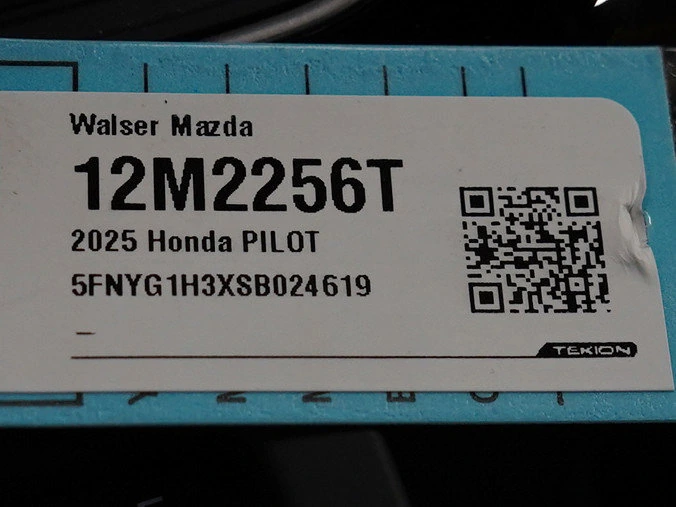 Walser Mazda
12M2256T
2025 Honda PILOT
5FNYG1H3XSB024619
–
TEKION